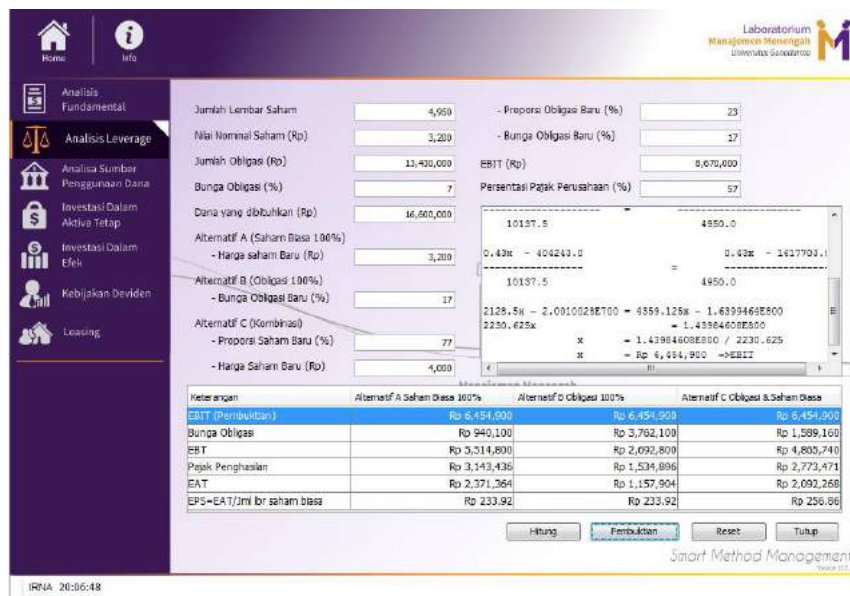 Laboratorium
Manajemen Menengah
Universitas Gunadarma
Home
Info
Analisis
Fundamental
Analisis Leverage
Analisa Sumber
Penggunaan Dana
Investasi Dalam
Aktiva Tetap
Investasi Dalam
Efek
Kebijakan Deviden
Leasing
Jumlah Lembar Saham 4,950
Nilai Nominal Saham (Rp) 3,200
Jumlah Obligasi (Rp) 13,430,000
Bunga Obligasi (%) 7
Dana yang dibituhkan (Rp) 16,600,000
Alternatif A (Saham Biasa 100%)
- Harga saham Baru (Rp) 3,200
Alternatif B (Obligasi 100%)
- Bunga Obligasi Baru (%) 17
Alternatif C (Kombinasi)
- Proporsi Saham Baru (%) 77
- Harga Saham Baru (Rp) 4,000
- Proporsi Obligasi Baru (%) 23
- Bunga Obligasi Baru (%) 17
EBIT (Rp) 8,670,000
Persentasi Pajak Perusahaan (%) 57
---------------------- = ----------------------
10137.5 4950.0
0.43x - 404243.0 0.43x - 1617703.
---------------------- = ----------------------
10137.5 4950.0
2128.5x - 2.0010028E700 = 4359.125x - 1.6399464E800
2230.625x = 1.43984608E800
x = 1.43984608E800 / 2230.625
x = Rp 6,454,900 ->EBIT
Keterangan Alternatif A Saham Biasa 100% Alternatif B Obligasi 100% Aternatif C Obligasi & Saham Biasa
EBIT (Pembuktian) Rp 6,454,900 Rp 6,454,900 Rp 6,454,900
Bunga Obligasi Rp 940,100 Rp 3,762,100 Rp 1,589,160
EBT Rp 5,514,800 Rp 2,692,800 Rp 4,865,740
Pajak Penghasilan Rp 3,143,436 Rp 1,534,896 Rp 2,773,471
EAT Rp 2,371,364 Rp 1,157,904 Rp 2,092,268
EPS=EAT/Jml lbr saham biasa Rp 233.92 Rp 233.92 Rp 256.86
Hitung Pembuktian Reset Tutup
Smart Method Management
IRNA 20:06:48